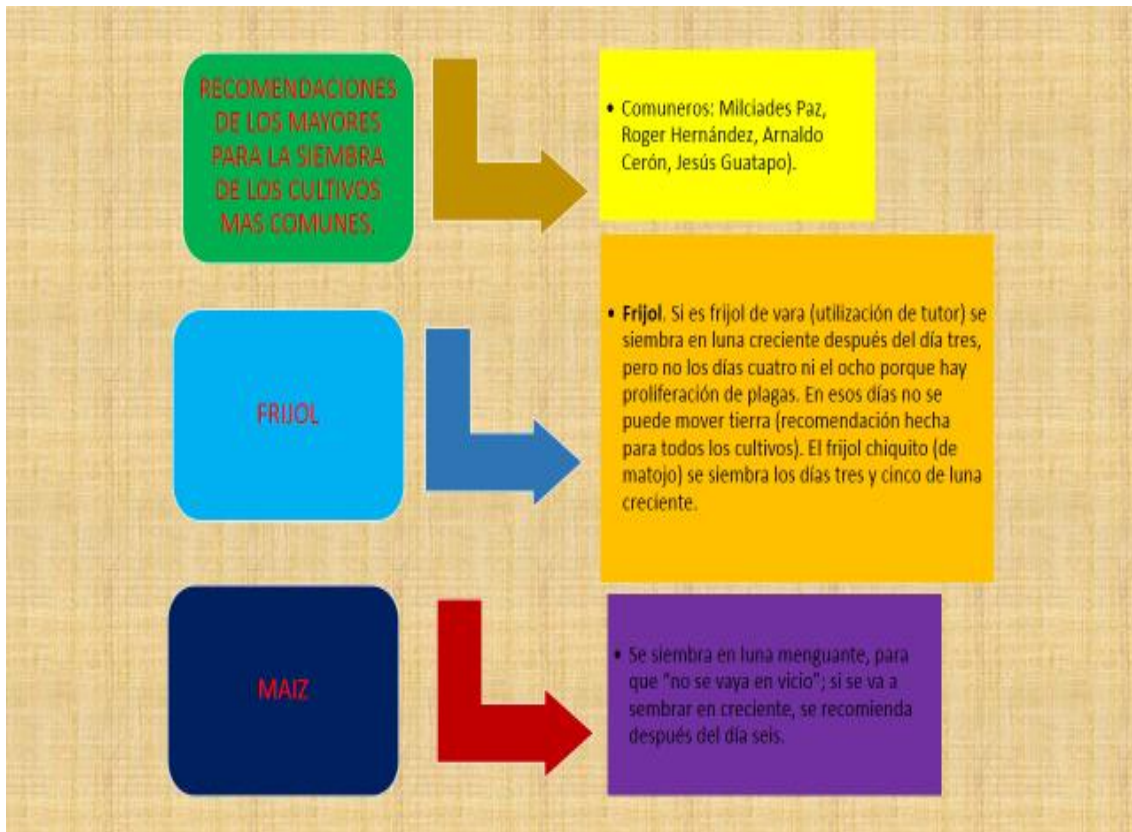 RECOMENDACIONES
DE LOS MAYORES
PARA LA SIEMBRA
DE LOS CULTIVOS
MAS COMUNES.
• Comuneros: Milciades Paz,
Roger Hernández, Arnaldo
Cerón, Jesús Guatapo).
FRIJOL
• Frijol. Si es frijol de vara (utilización de tutor) se
siembra en luna creciente después del día tres,
pero no los días cuatro ni el ocho porque hay
proliferación de plagas. En esos días no se
puede mover tierra (recomendación hecha
para todos los cultivos). El frijol chiquito (de
matojo) se siembra los días tres y cinco de luna
creciente.
MAIZ
• Se siembra en luna menguante, para
que "no se vaya en vicio"; si se va a
sembrar en creciente, se recomienda
después del día seis.